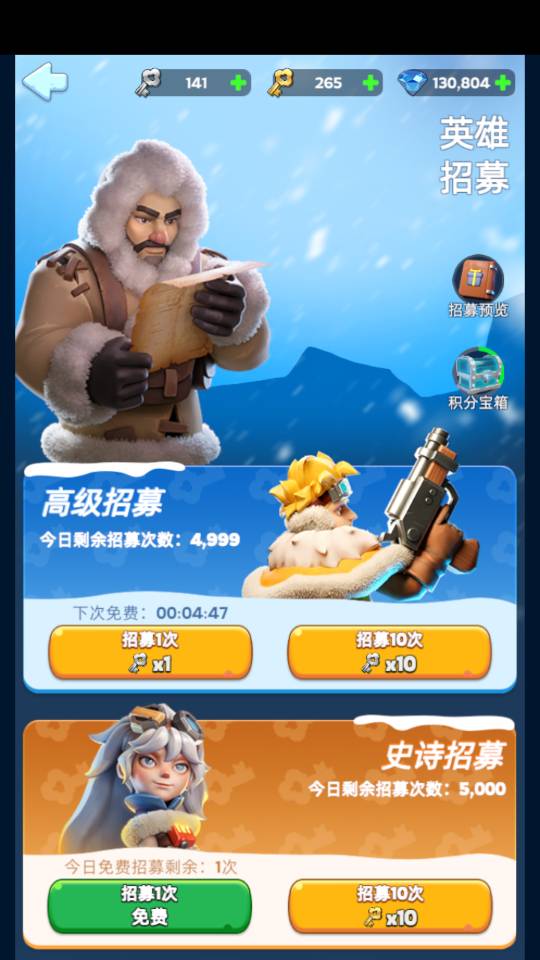 141
265
130,804
英雄
招募
招募预览
积分宝箱
高级招募
今日剩余招募次数：4,999
下次免费：00:04:47
招募1次
x1
招募10次
x10
史诗招募
今日剩余招募次数：5,000
今日免费招募剩余：1次
招募1次
免费
招募10次
x10